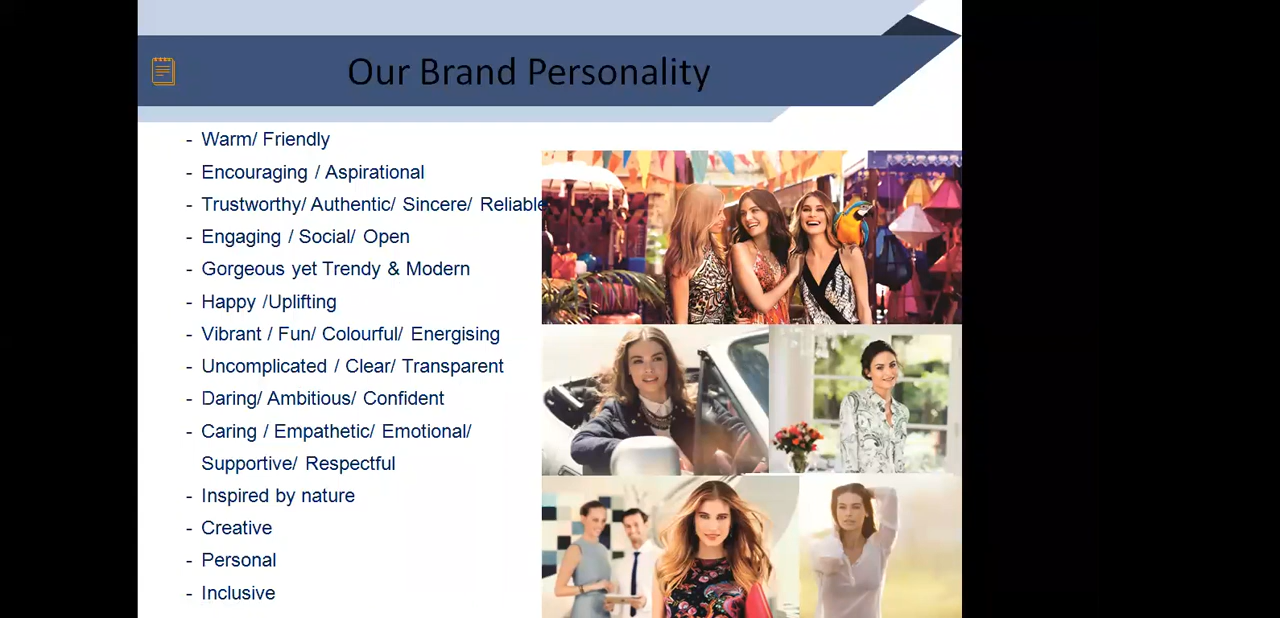 Our Brand Personality
- Warm/ Friendly
- Encouraging / Aspirational
- Trustworthy/ Authentic/ Sincere/ Reliable
- Engaging / Social/ Open
- Gorgeous yet Trendy & Modern
- Happy /Uplifting
- Vibrant / Fun/ Colourful/ Energising
- Uncomplicated / Clear/ Transparent
- Daring/ Ambitious/ Confident
- Caring / Empathetic/ Emotional/
Supportive/ Respectful
- Inspired by nature
- Creative
- Personal
- Inclusive